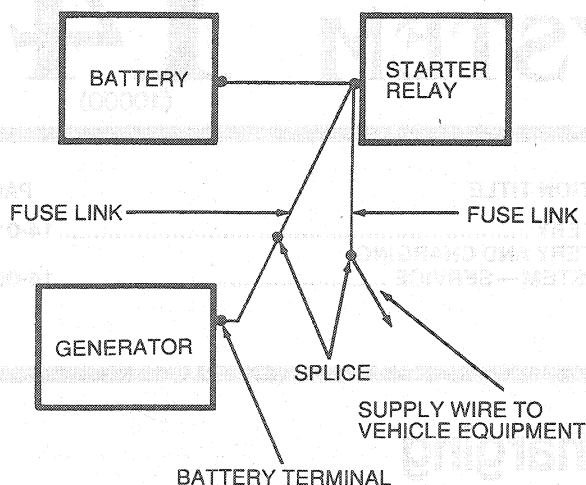 BATTERY
STARTER
RELAY
FUSE LINK
FUSE LINK
GENERATOR
SPLICE
SUPPLY WIRE TO
VEHICLE EQUIPMENT
BATTERY TERMINAL